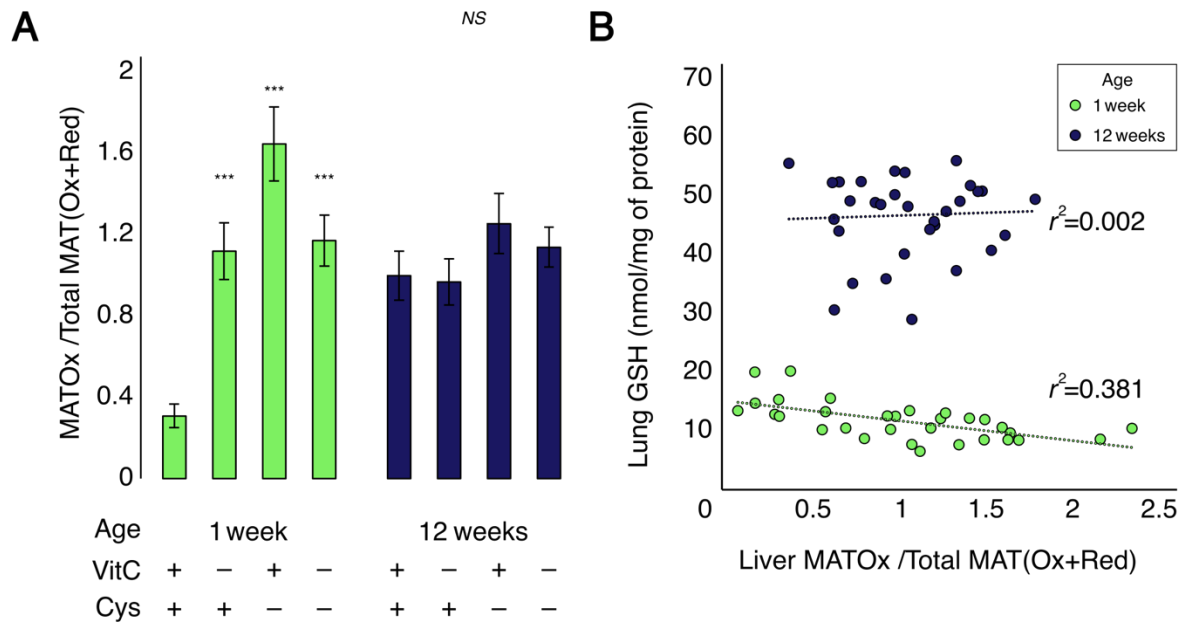 A
NS
MATOx /Total MAT(Ox+Red)
2
1.6
1.2
0.8
0.4
0
***
***
***
Age 1 week 12 weeks
VitC + − + − + − + −
Cys + + − − + + − −
B
Lung GSH (nmol/mg of protein)
70
60
50
40
30
20
10
Age
1 week
12 weeks
r²=0.002
r²=0.381
0 0.5 1 1.5 2 2.5
Liver MATOx /Total MAT(Ox+Red)